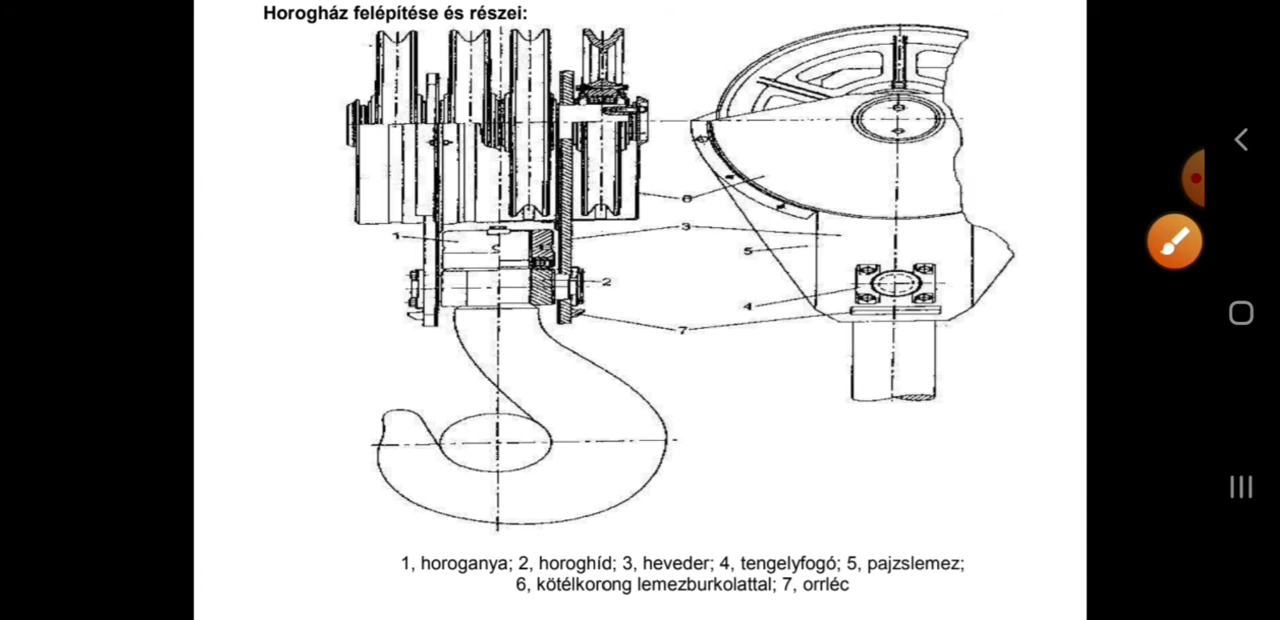 Horogház felépítése és részei:
1
2
3
4
5
6
7
1, horoganya; 2, horoghíd; 3, heveder; 4, tengelyfogó; 5, pajzslemez;
6, kötélkorong lemezburkolattal; 7, orrléc